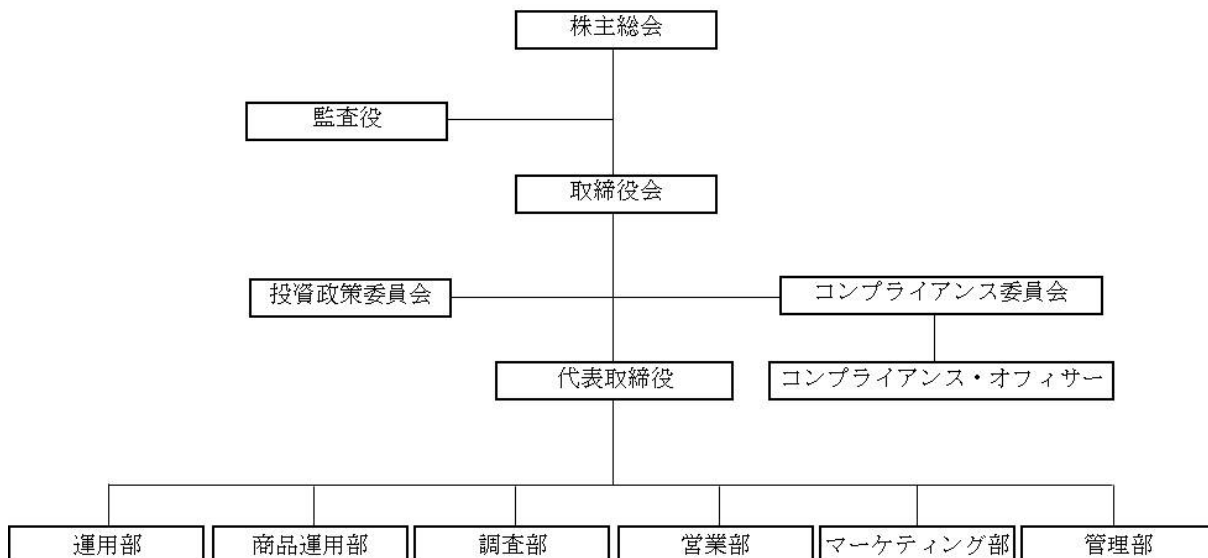 株主総会
監査役
取締役会
投資政策委員会
コンプライアンス委員会
代表取締役
コンプライアンス・オフィサー
運用部
商品運用部
調査部
営業部
マーケティング部
管理部